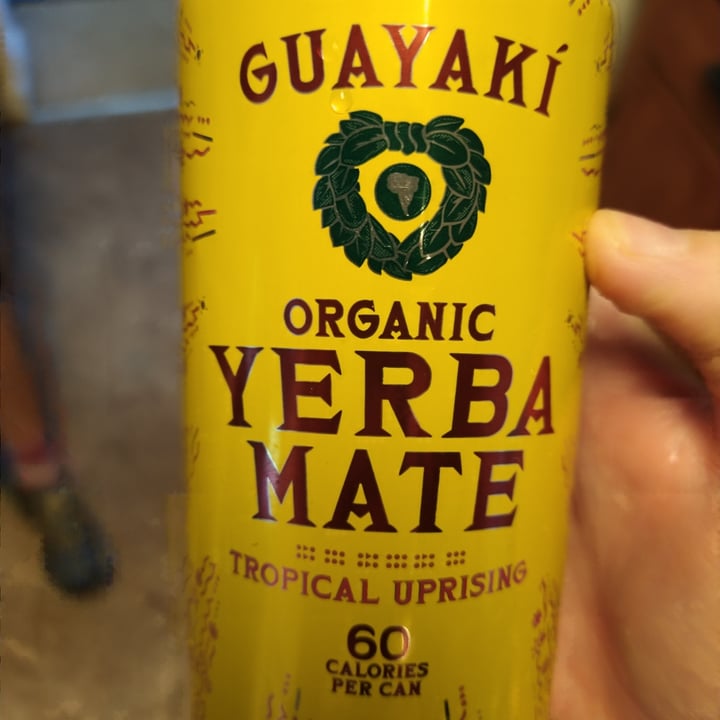 GUAYAKÍ
ORGANIC
YERBA
MATE
TROPICAL UPRISING
60
CALORIES
PER CAN